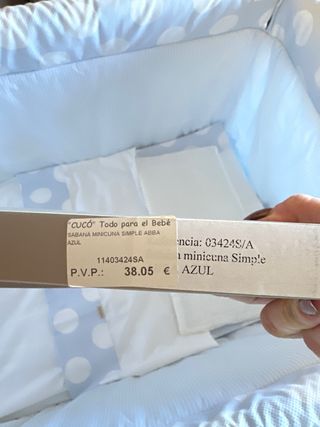 "CUCÓ" Todo para el Bebé
SABANA MINICUNA SIMPLE ABBA
AZUL
11403424SA
P.V.P.: 38.05 €
encia: 03424S/A
minicuna Simple
AZUL